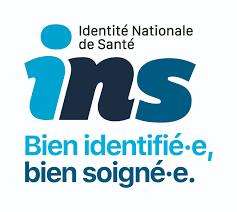 Identité Nationale
de Santé
ins
Bien identifié·e,
bien soigné·e.